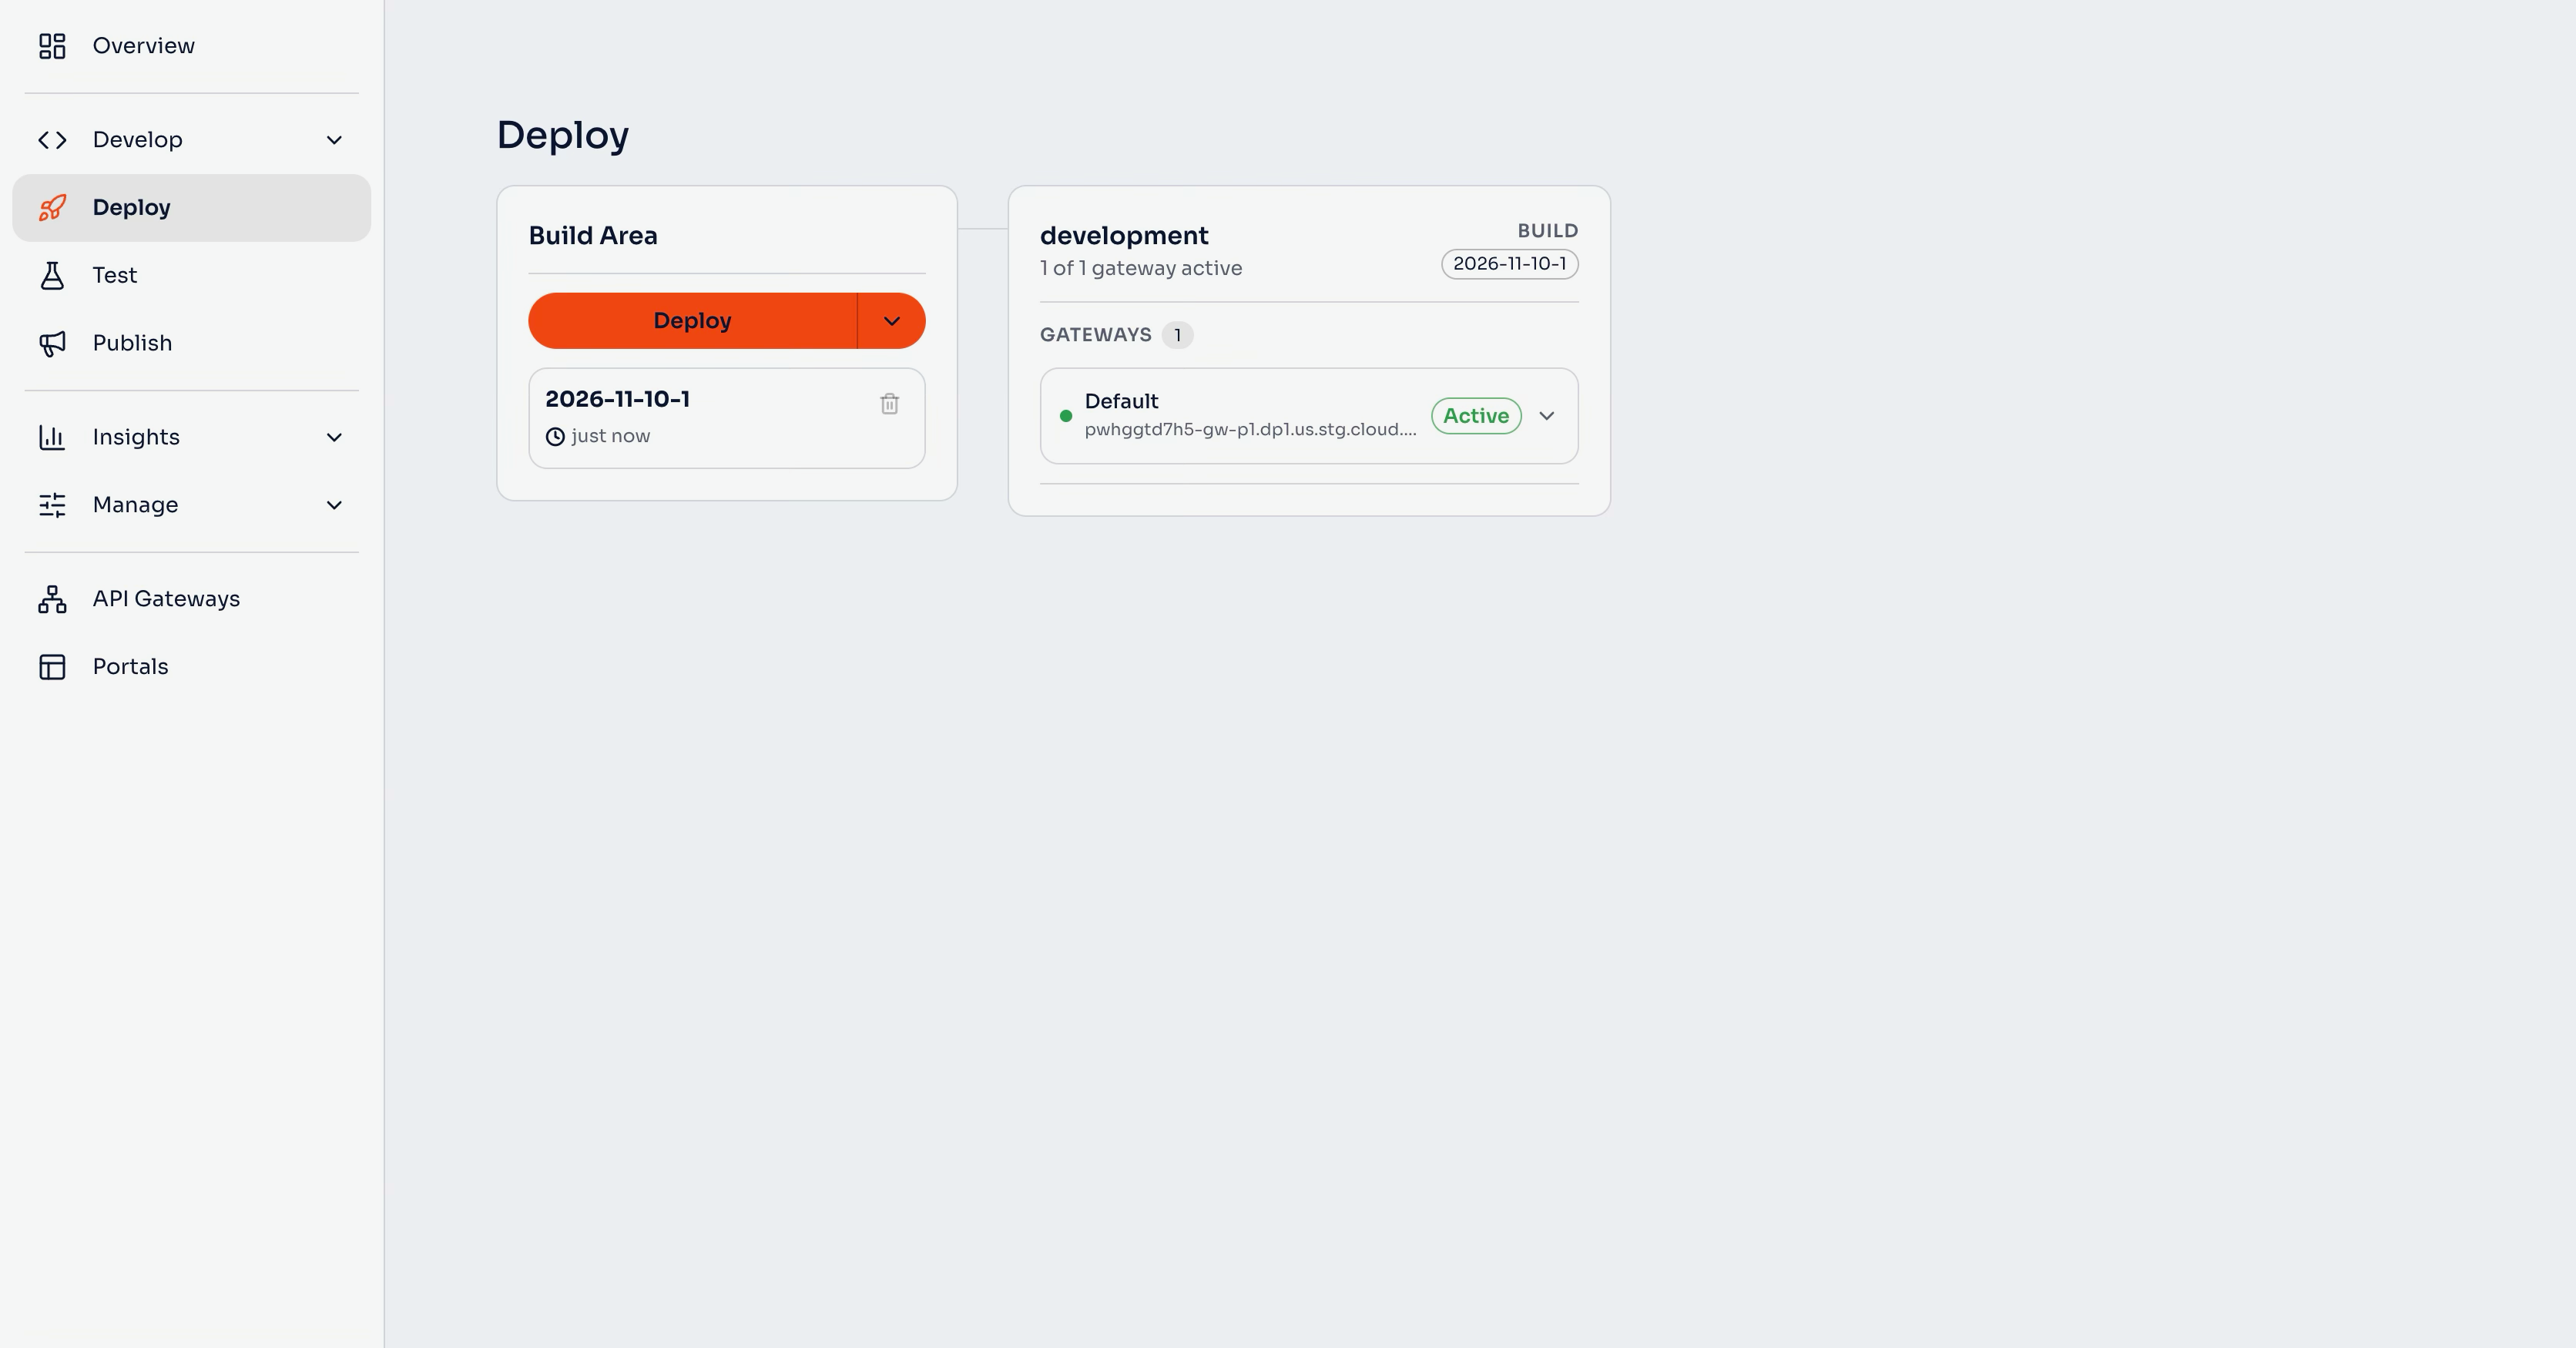 Overview
Develop
Deploy
Test
Publish
Insights
Manage
API Gateways
Portals
Deploy
Build Area
Deploy
2026-11-10-1
just now
development
1 of 1 gateway active
BUILD
2026-11-10-1
GATEWAYS 1
Default
pwhggtd7h5-gw-p1.dp1.us.stg.cloud....
Active